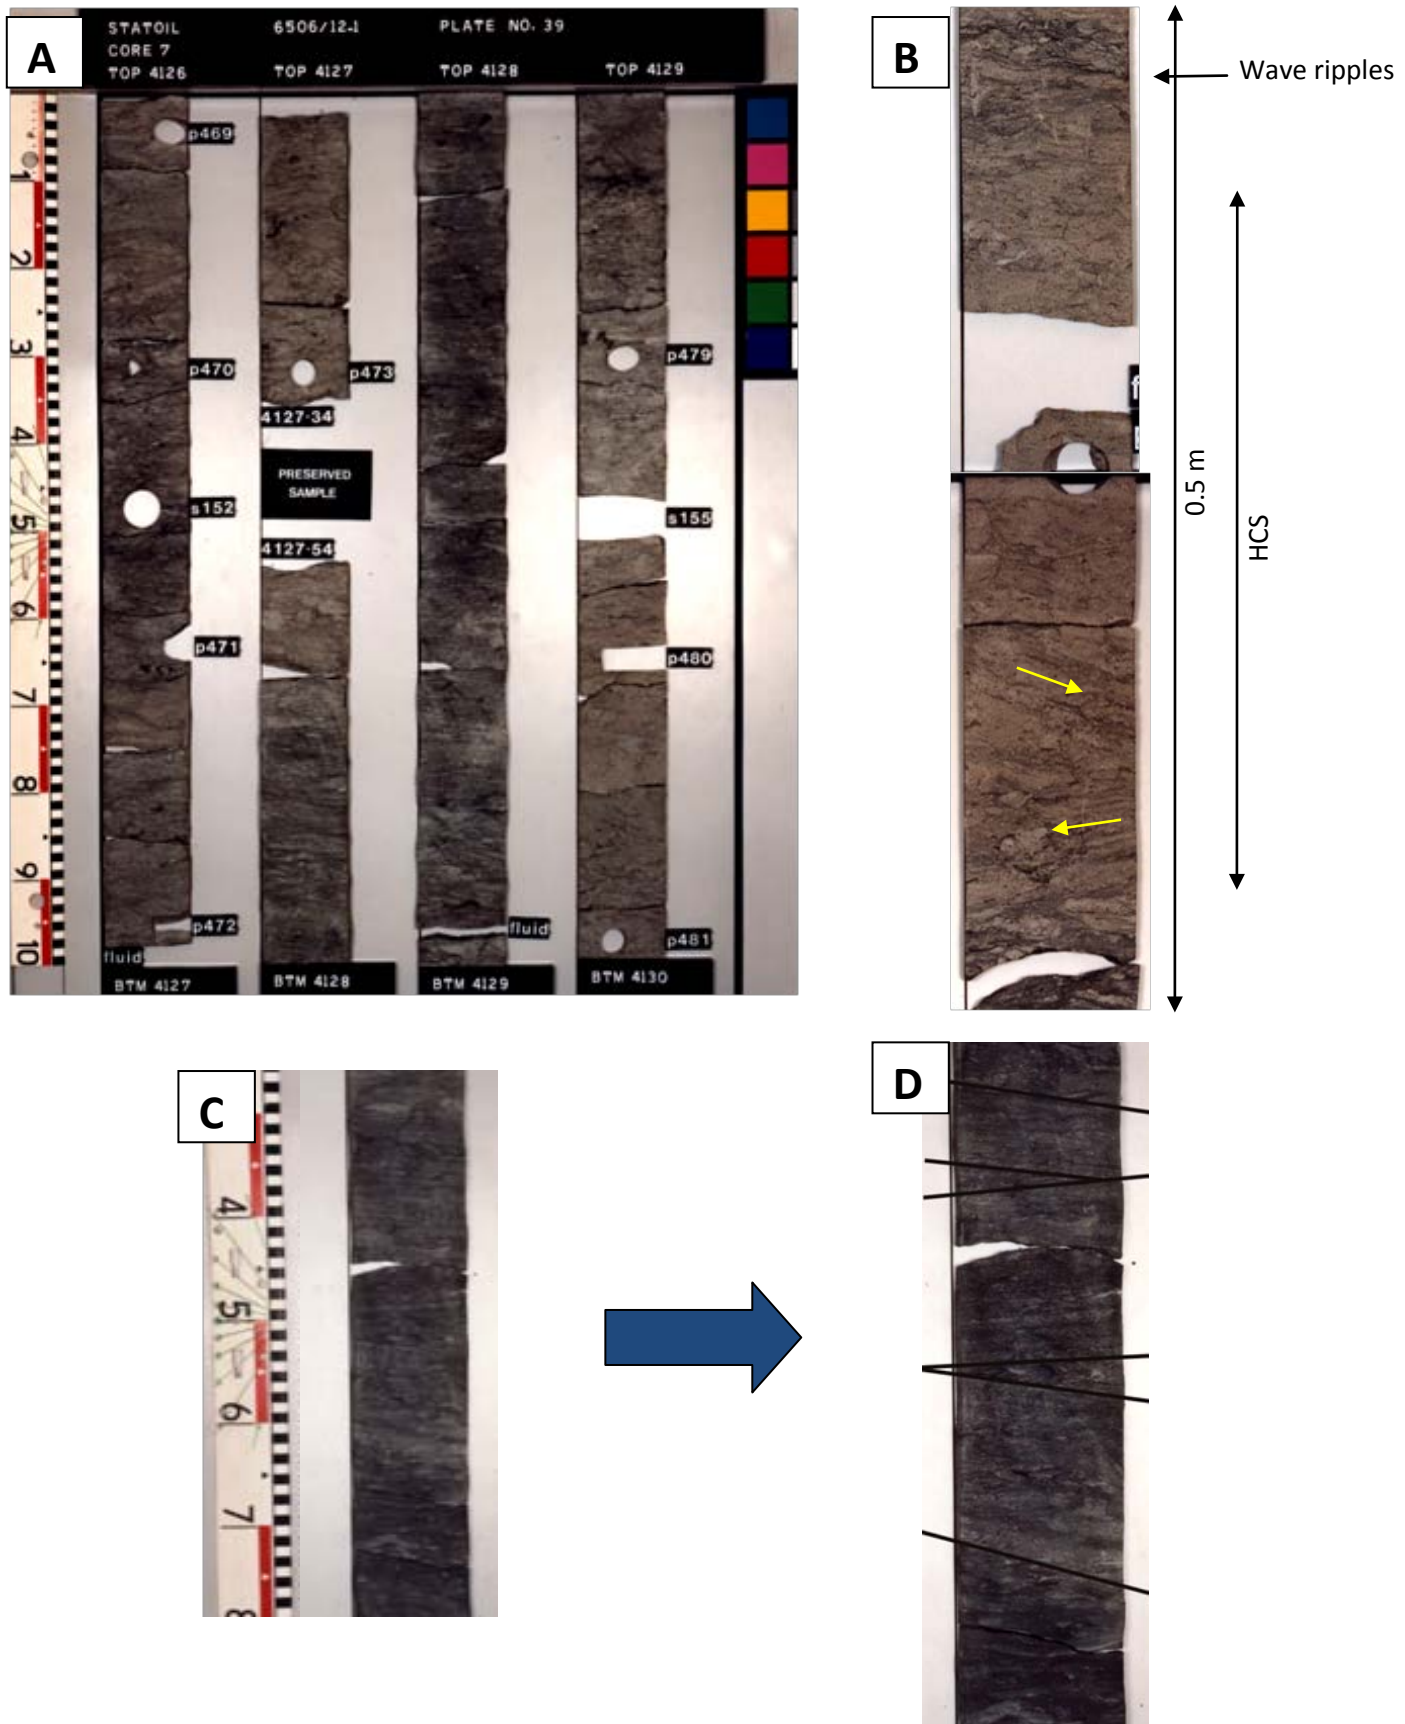 A
STATOIL 6506/12-1 PLATE NO. 39
CORE 7
TOP 4126 TOP 4127 TOP 4128 TOP 4129
p469
1
2
3
p470 p473 p479
4127-34
4
PRESERVED
SAMPLE
s152 s155
5
4127-54
6
p471 p480
7
8
9
p472 fluid p481
10
fluid
BTM 4127 BTM 4128 BTM 4129 BTM 4130
B
Wave ripples
0.5 m
HCS
f
C
4
5
6
7
8
D